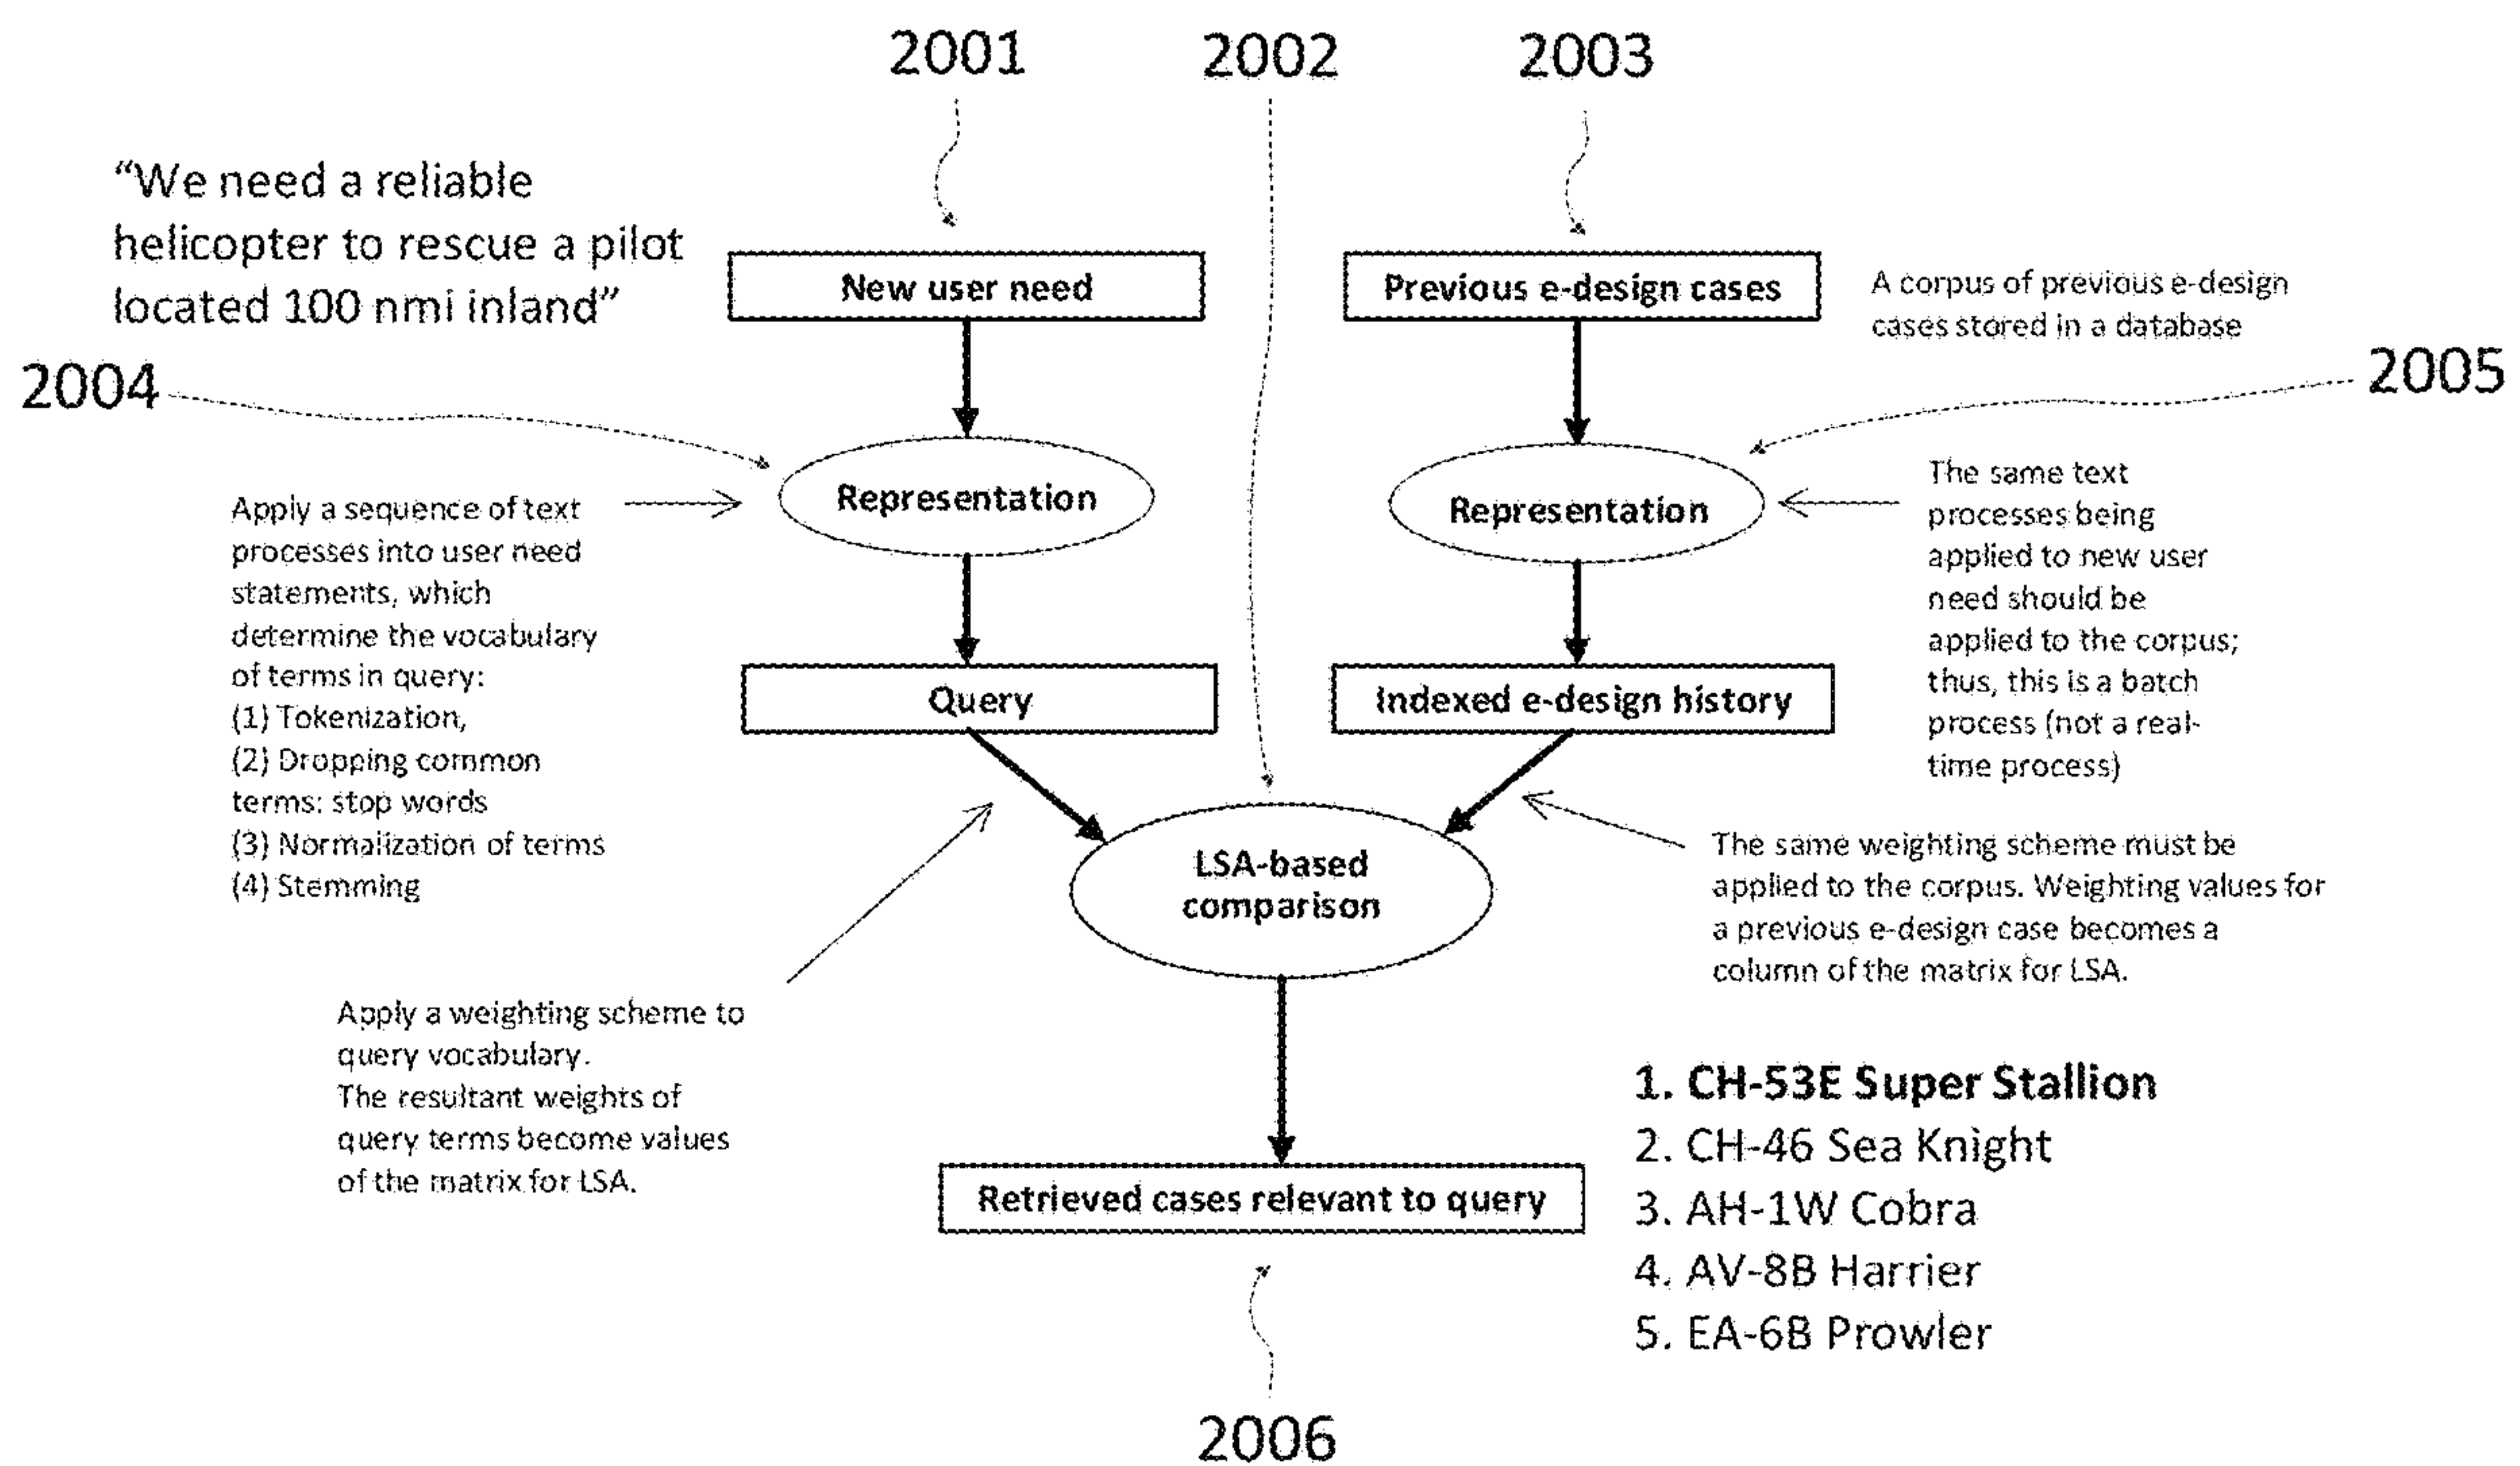 2001
2002
2003
“We need a reliable
helicopter to rescue a pilot
located 100 nmi inland”
New user need
Previous e-design cases
A corpus of previous e-design
cases stored in a database
2004
2005
Representation
Representation
Apply a sequence of text
processes into user need
statements, which
determine the vocabulary
of terms in query:
(1) Tokenization,
(2) Dropping common
terms: stop words
(3) Normalization of terms
(4) Stemming
The same text
processes being
applied to new user
need should be
applied to the corpus;
thus, this is a batch
process (not a real-
time process)
Query
Indexed e-design history
LSA-based
comparison
The same weighting scheme must be
applied to the corpus. Weighting values for
a previous e-design case becomes a
column of the matrix for LSA.
Apply a weighting scheme to
query vocabulary.
The resultant weights of
query terms become values
of the matrix for LSA.
Retrieved cases relevant to query
1. CH-53E Super Stallion
2. CH-46 Sea Knight
3. AH-1W Cobra
4. AV-8B Harrier
5. EA-6B Prowler
2006